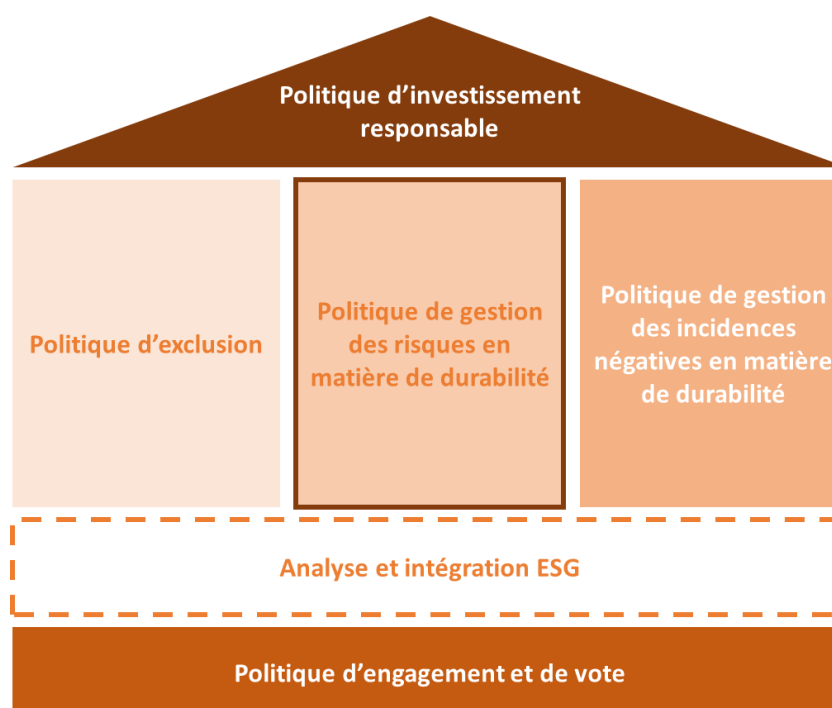 Politique d'investissement
responsable
Politique d'exclusion
Politique de gestion
des risques en
matière de durabilité
Politique de gestion
des incidences
négatives en matière
de durabilité
Analyse et intégration ESG
Politique d'engagement et de vote